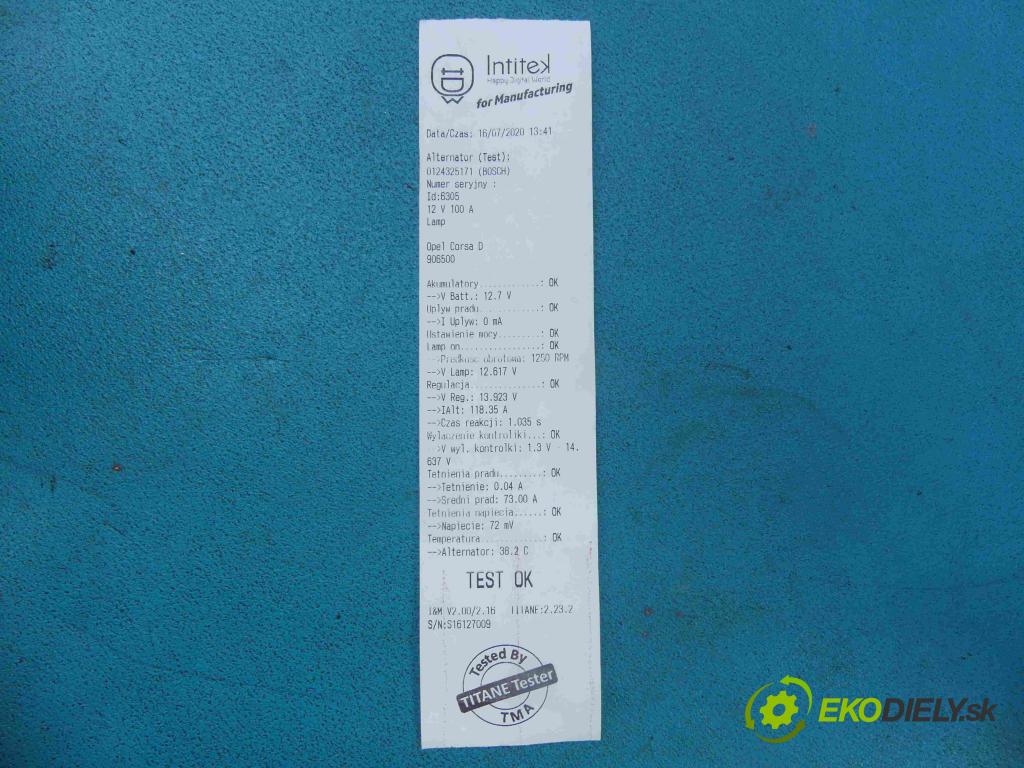 Intitek
Happy Digital World
for Manufacturing
Data/Czas: 16/07/2020 13:41
Alternator (Test):
0124325171 (BOSCH)
Numer seryjny :
Id:6305
12 V 100 A
Lamp
Opel Corsa D
906500
Akumulatory............: OK
-->V Batt.: 12.7 V
Uplyw pradu............: OK
-->I Uplyw: 0 mA
Ustawienie mocy........: OK
Lamp on................: OK
-->Predkosc obrotowa: 1250 RPM
-->V Lamp: 12.617 V
Regulacja..............: OK
-->V Reg.: 13.923 V
-->IAlt: 118.35 A
-->Czas reakcji: 1.035 s
Wylaczenie kontrolki...: OK
-->V wyl. kontrolki: 1.3 V - 14.
637 V
Tetnienia pradu........: OK
-->Tetnienie: 0.04 A
-->Sredni prad: 73.00 A
Tetnienia napiecia.....: OK
-->Napiecie: 72 mV
Temperatura............: OK
-->Alternator: 38.2 C
TEST OK
T&M V2.00/2.16 TITANE:2.23.2
S/N:S16127009
Tested By
TITANE Tester
TMA
EKODIELY.sk